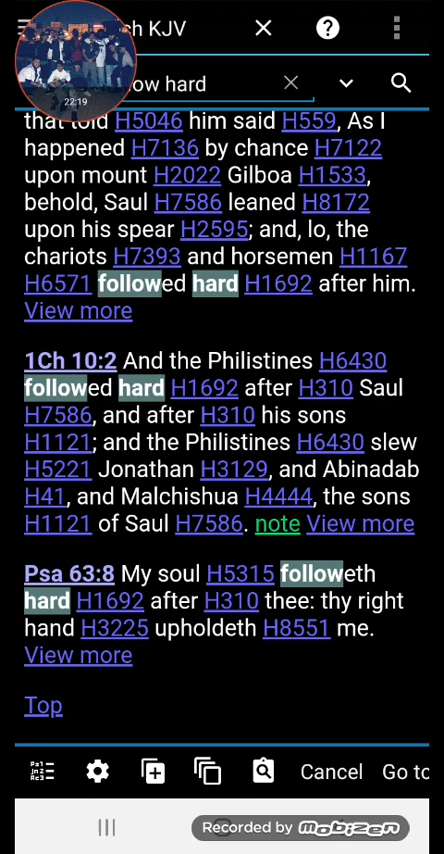 ch KJV
22:19
ow hard
that told H5046 him said H559, As I
happened H7136 by chance H7122
upon mount H2022 Gilboa H1533,
behold, Saul H7586 leaned H8172
upon his spear H2595; and, lo, the
chariots H7393 and horsemen H1167
H6571 followed hard H1692 after him.
View more
1Ch 10:2 And the Philistines H6430
followed hard H1692 after H310 Saul
H7586, and after H310 his sons
H1121; and the Philistines H6430 slew
H5221 Jonathan H3129, and Abinadab
H41, and Malchishua H4444, the sons
H1121 of Saul H7586. note View more
Psa 63:8 My soul H5315 followeth
hard H1692 after H310 thee: thy right
hand H3225 upholdeth H8551 me.
View more
Top
Cancel Go to
Recorded by Mobizen